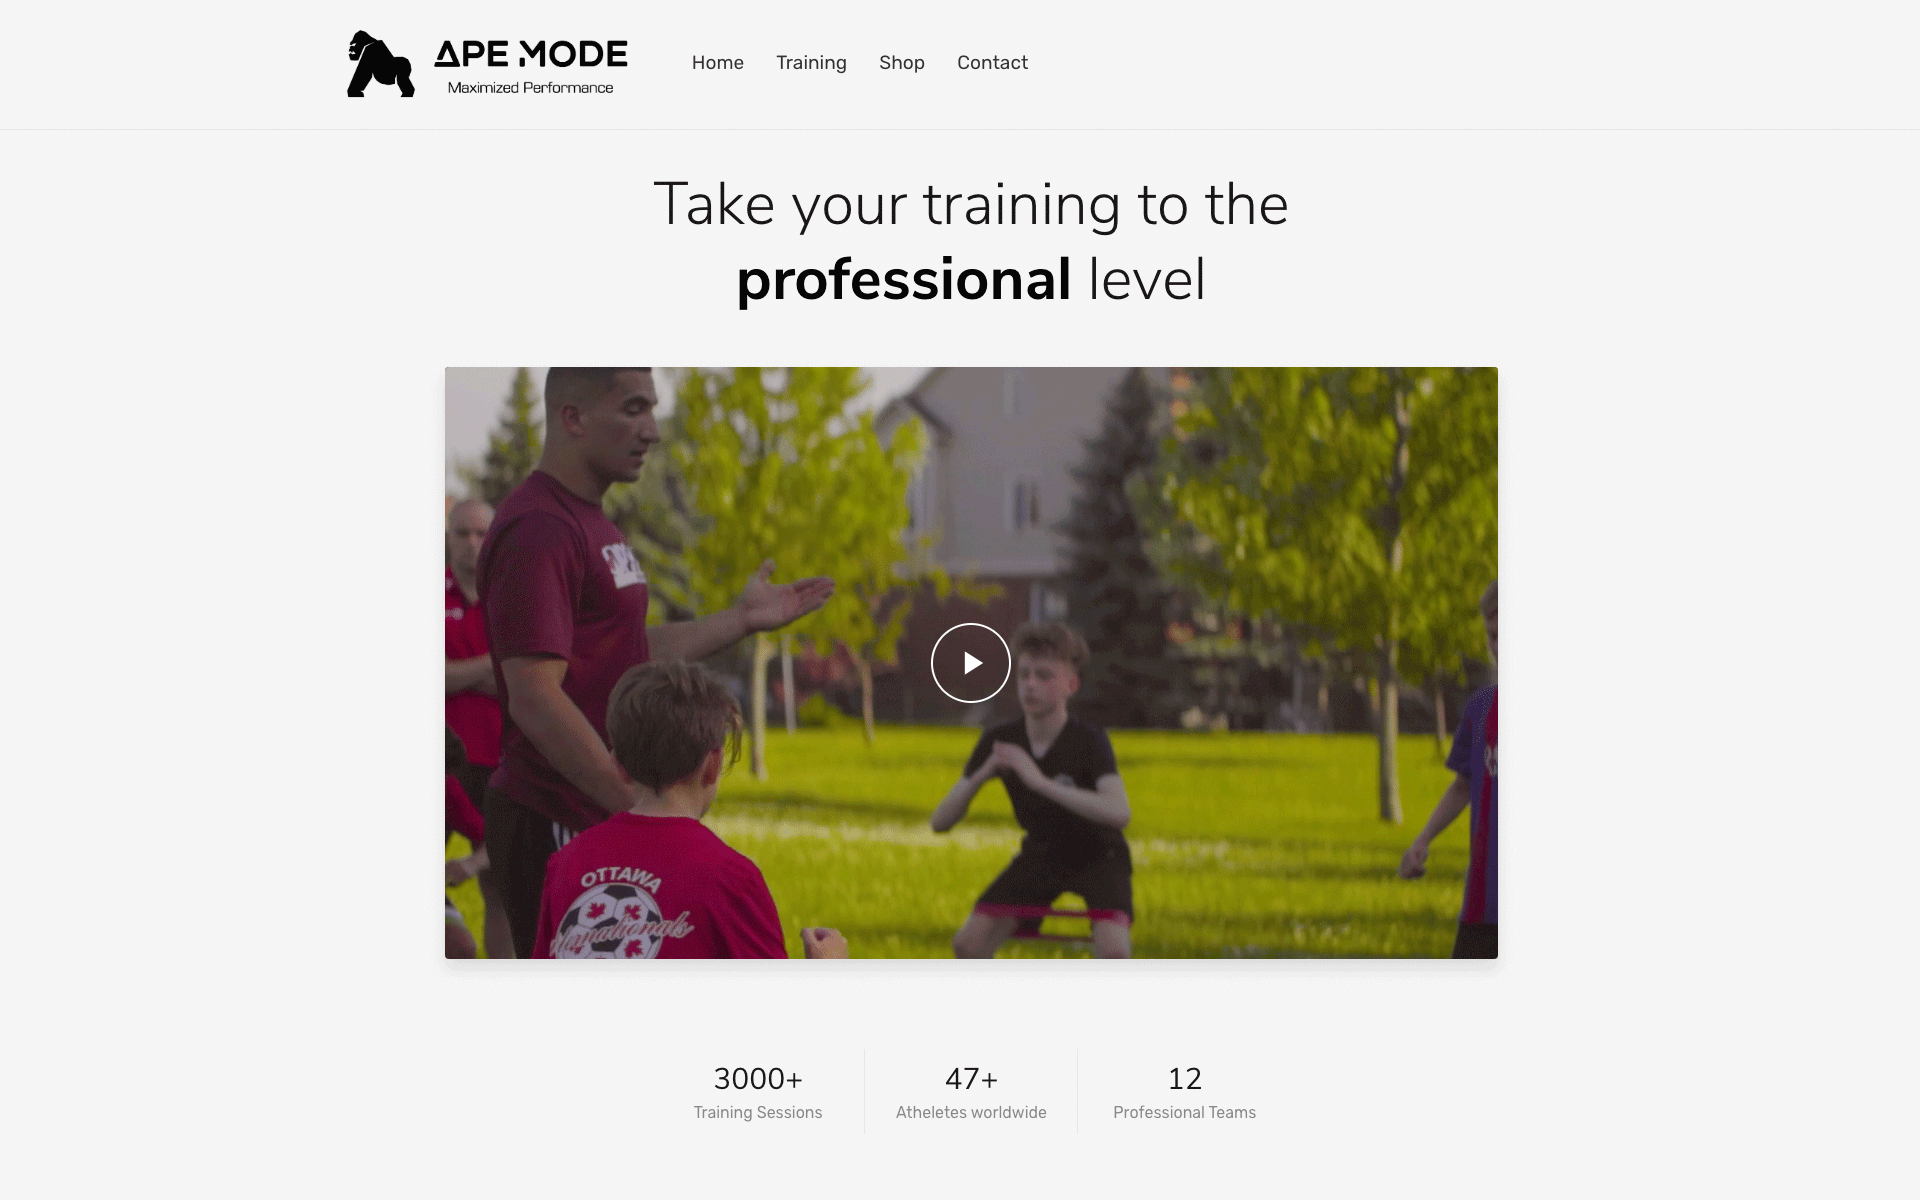 APE MODE
Maximized Performance
Home
Training
Shop
Contact
Take your training to the
professional level
OTTAWA
3000+
47+
12
Training Sessions
Atheletes worldwide
Professional Teams